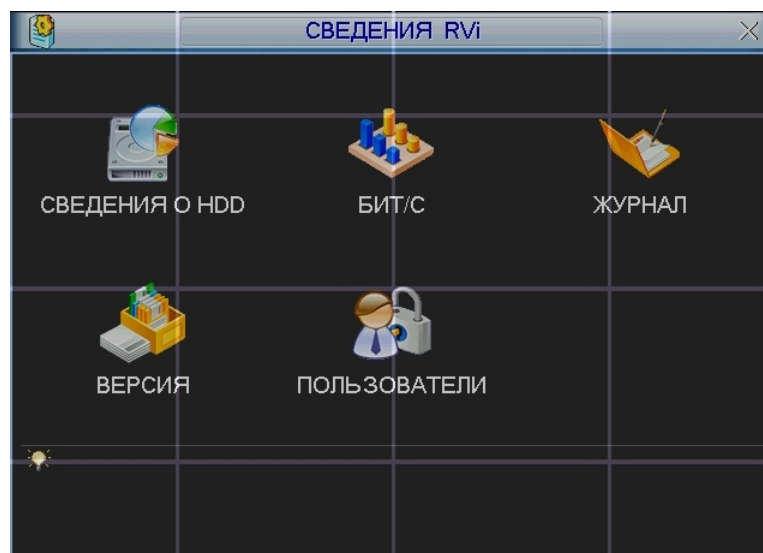 СВЕДЕНИЯ RVi
СВЕДЕНИЯ О HDD
БИТ/С
ЖУРНАЛ
ВЕРСИЯ
ПОЛЬЗОВАТЕЛИ